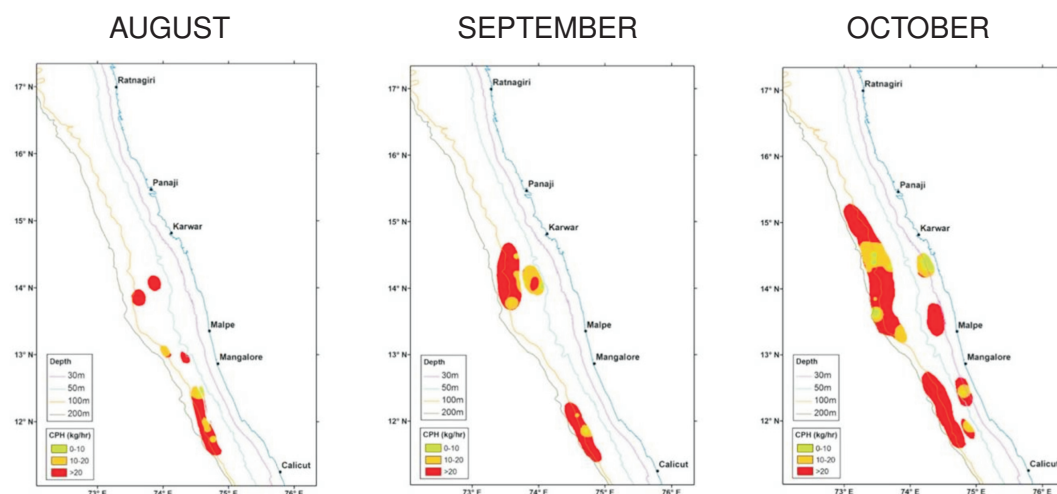 AUGUST
SEPTEMBER
OCTOBER
17° N
16° N
15° N
14° N
13° N
12° N
Ratnagiri
Panaji
Karwar
Malpe
Mangalore
Calicut
Depth
30m
50m
100m
200m
CPH (kg/hr)
0-10
10-20
>20
73° E
74° E
75° E
76° E
17° N
16° N
15° N
14° N
13° N
12° N
Ratnagiri
Panaji
Karwar
Malpe
Mangalore
Calicut
Depth
30m
50m
100m
200m
CPH (kg/hr)
0-10
10-20
>20
73° E
74° E
75° E
76° E
17° N
16° N
15° N
14° N
13° N
12° N
Ratnagiri
Panaji
Karwar
Malpe
Mangalore
Calicut
Depth
30m
50m
100m
200m
CPH (kg/hr)
0-10
10-20
>20
73° E
74° E
75° E
76° E